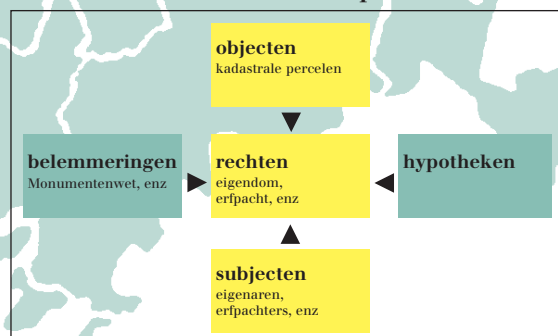 objecten
kadastrale percelen
belemmeringen
Monumentenwet, enz
rechten
eigendom,
erfpacht, enz
hypotheken
subjecten
eigenaren,
erfpachters, enz